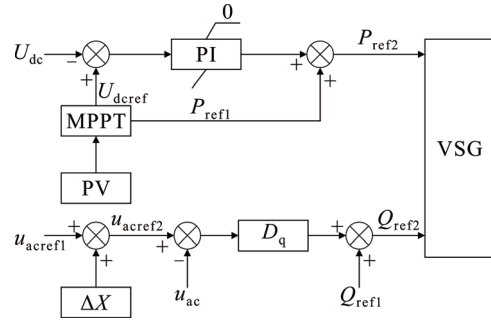 0
U_dc
−
PI
P_ref2
+
+
+
U_dcref
MPPT
P_ref1
VSG
PV
u_acref2
Q_ref2
+
+
+
D_q
u_acref1
+
−
+
ΔX
u_ac
Q_ref1